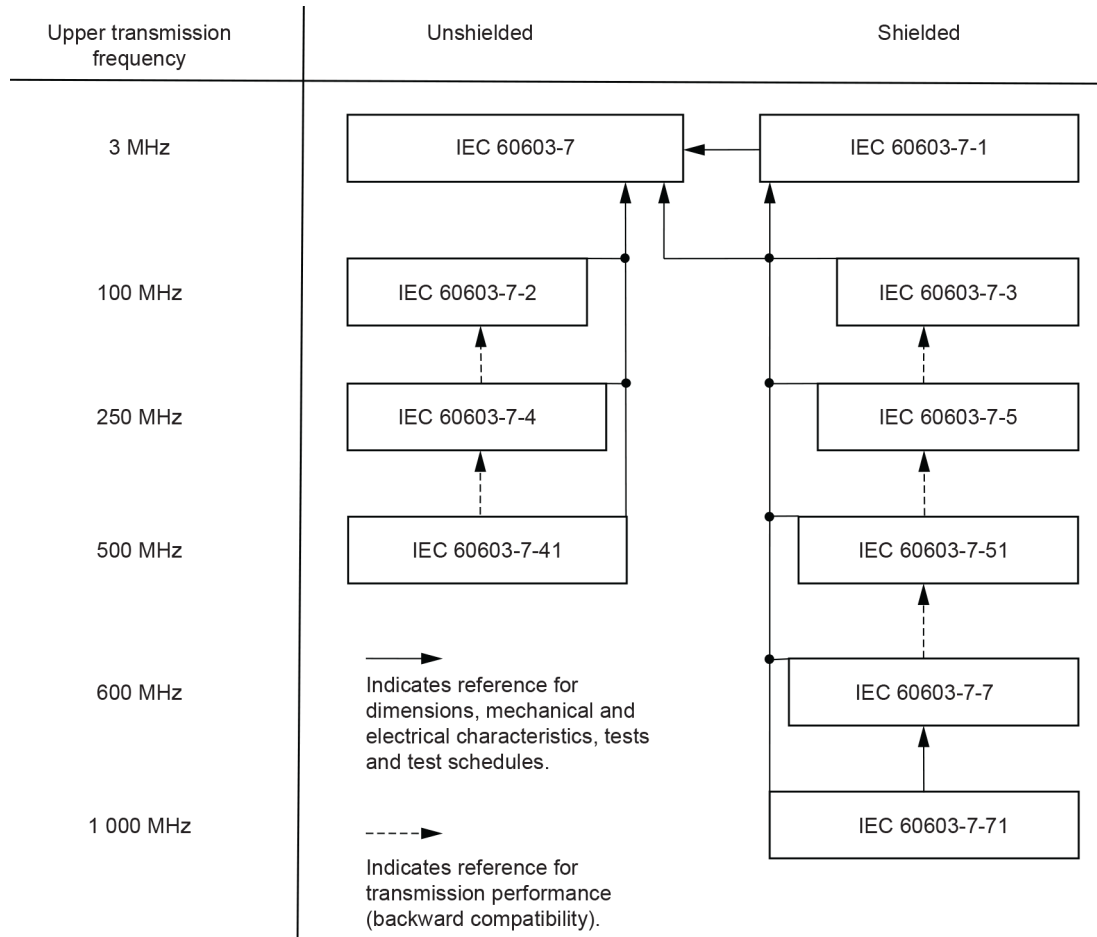 Upper transmission
frequency
Unshielded
Shielded
3 MHz
IEC 60603-7
IEC 60603-7-1
100 MHz
IEC 60603-7-2
IEC 60603-7-3
250 MHz
IEC 60603-7-4
IEC 60603-7-5
500 MHz
IEC 60603-7-41
IEC 60603-7-51
600 MHz
IEC 60603-7-7
1 000 MHz
IEC 60603-7-71
Indicates reference for
dimensions, mechanical and
electrical characteristics, tests
and test schedules.
Indicates reference for
transmission performance
(backward compatibility).